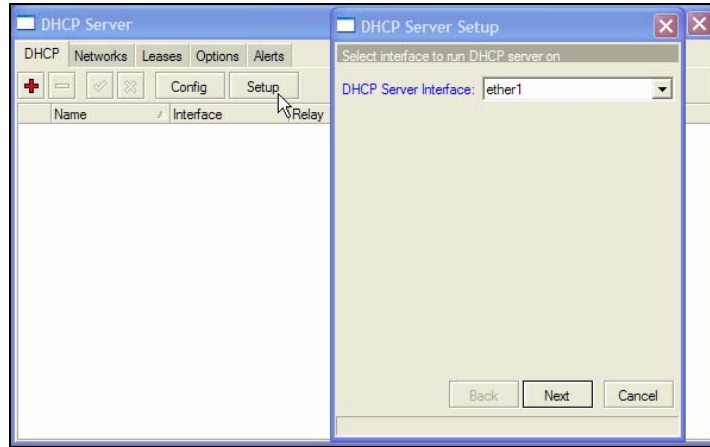 DHCP Server
DHCP Networks Leases Options Alerts
Config Setup
Name Interface Relay
DHCP Server Setup
Select interface to run DHCP server on
DHCP Server Interface: ether1
Back Next Cancel